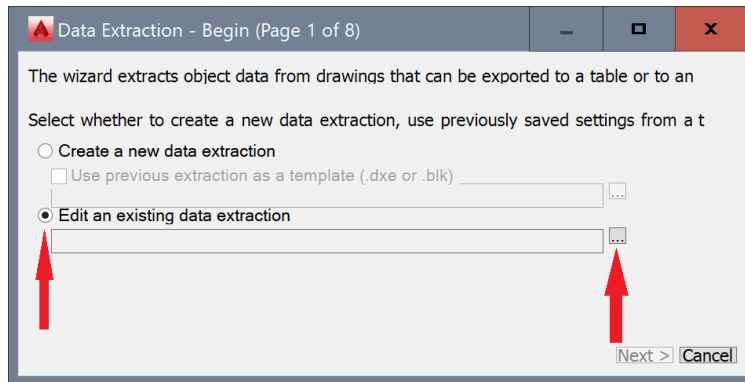 Data Extraction - Begin (Page 1 of 8)
The wizard extracts object data from drawings that can be exported to a table or to an
Select whether to create a new data extraction, use previously saved settings from a t
Create a new data extraction
Use previous extraction as a template (.dxe or .blk)
...
Edit an existing data extraction
...
Next > Cancel